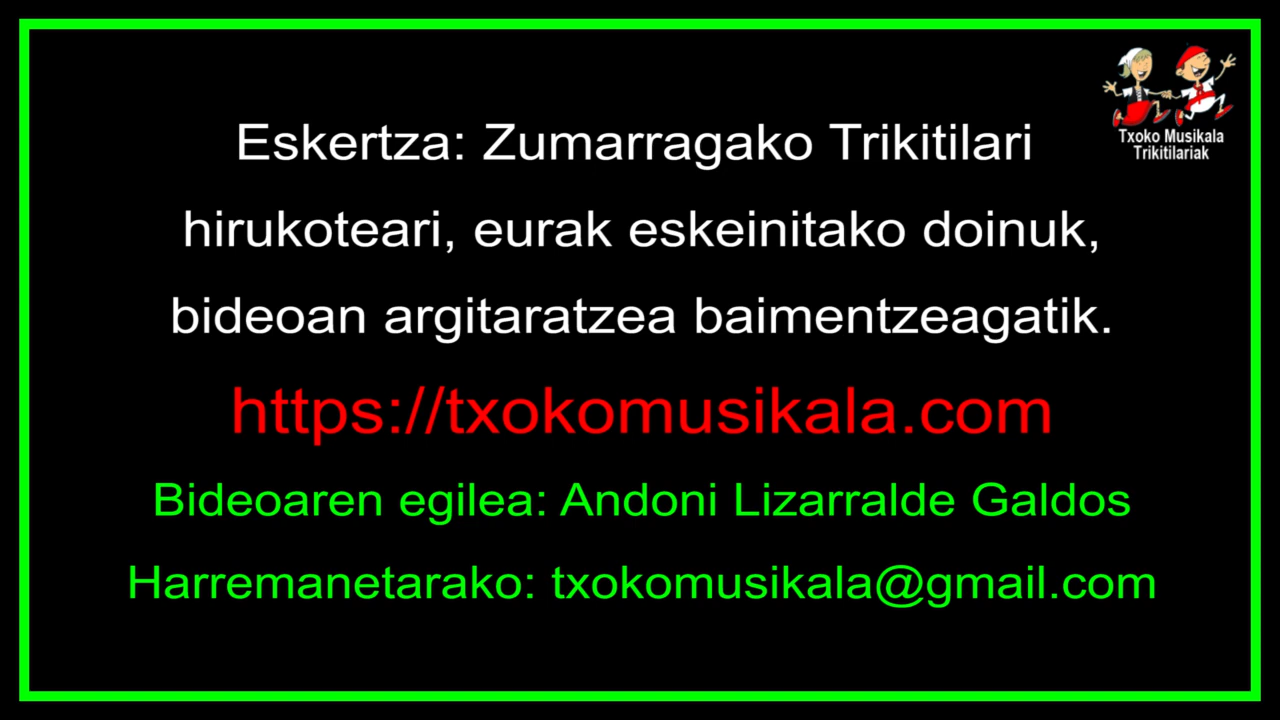 Txoko Musikala
Trikitilariak
Eskertza: Zumarragako Trikitilari
hirukoteari, eurak eskeinitako doinuk,
bideoan argitaratzea baimentzeagatik.
https://txokomusikala.com
Bideoaren egilea: Andoni Lizarralde Galdos
Harremanetarako: txokomusikala@gmail.com